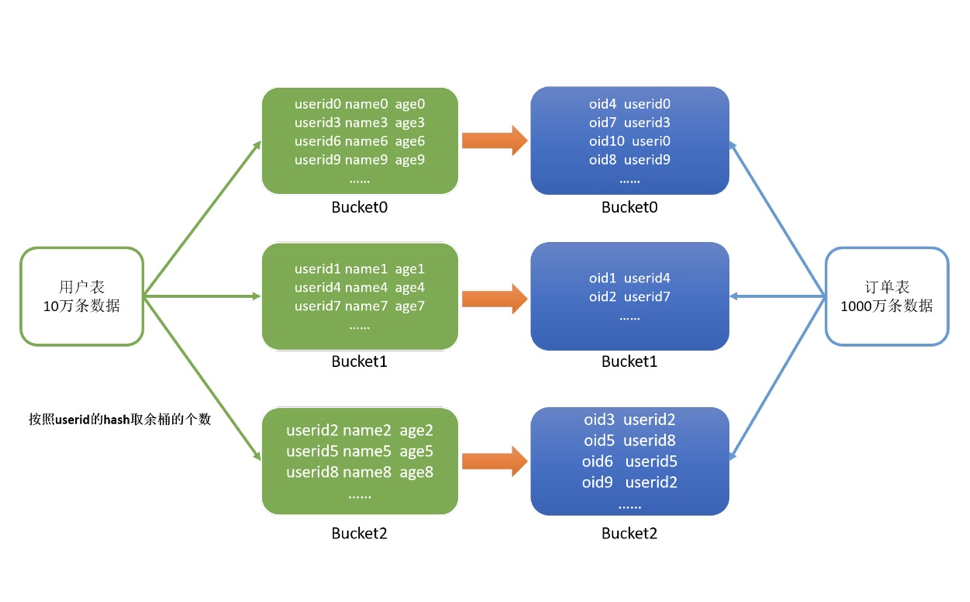 用户表
10万条数据
按照userid的hash取余桶的个数
userid0 name0 age0
userid3 name3 age3
userid6 name6 age6
userid9 name9 age9
......
Bucket0
userid1 name1 age1
userid4 name4 age4
userid7 name7 age7
......
Bucket1
userid2 name2 age2
userid5 name5 age5
userid8 name8 age8
......
Bucket2
oid4 userid0
oid7 userid3
oid10 useri0
oid8 userid9
......
Bucket0
oid1 userid4
oid2 userid7
......
Bucket1
oid3 userid2
oid5 userid8
oid6 userid5
oid9 userid2
......
Bucket2
订单表
1000万条数据